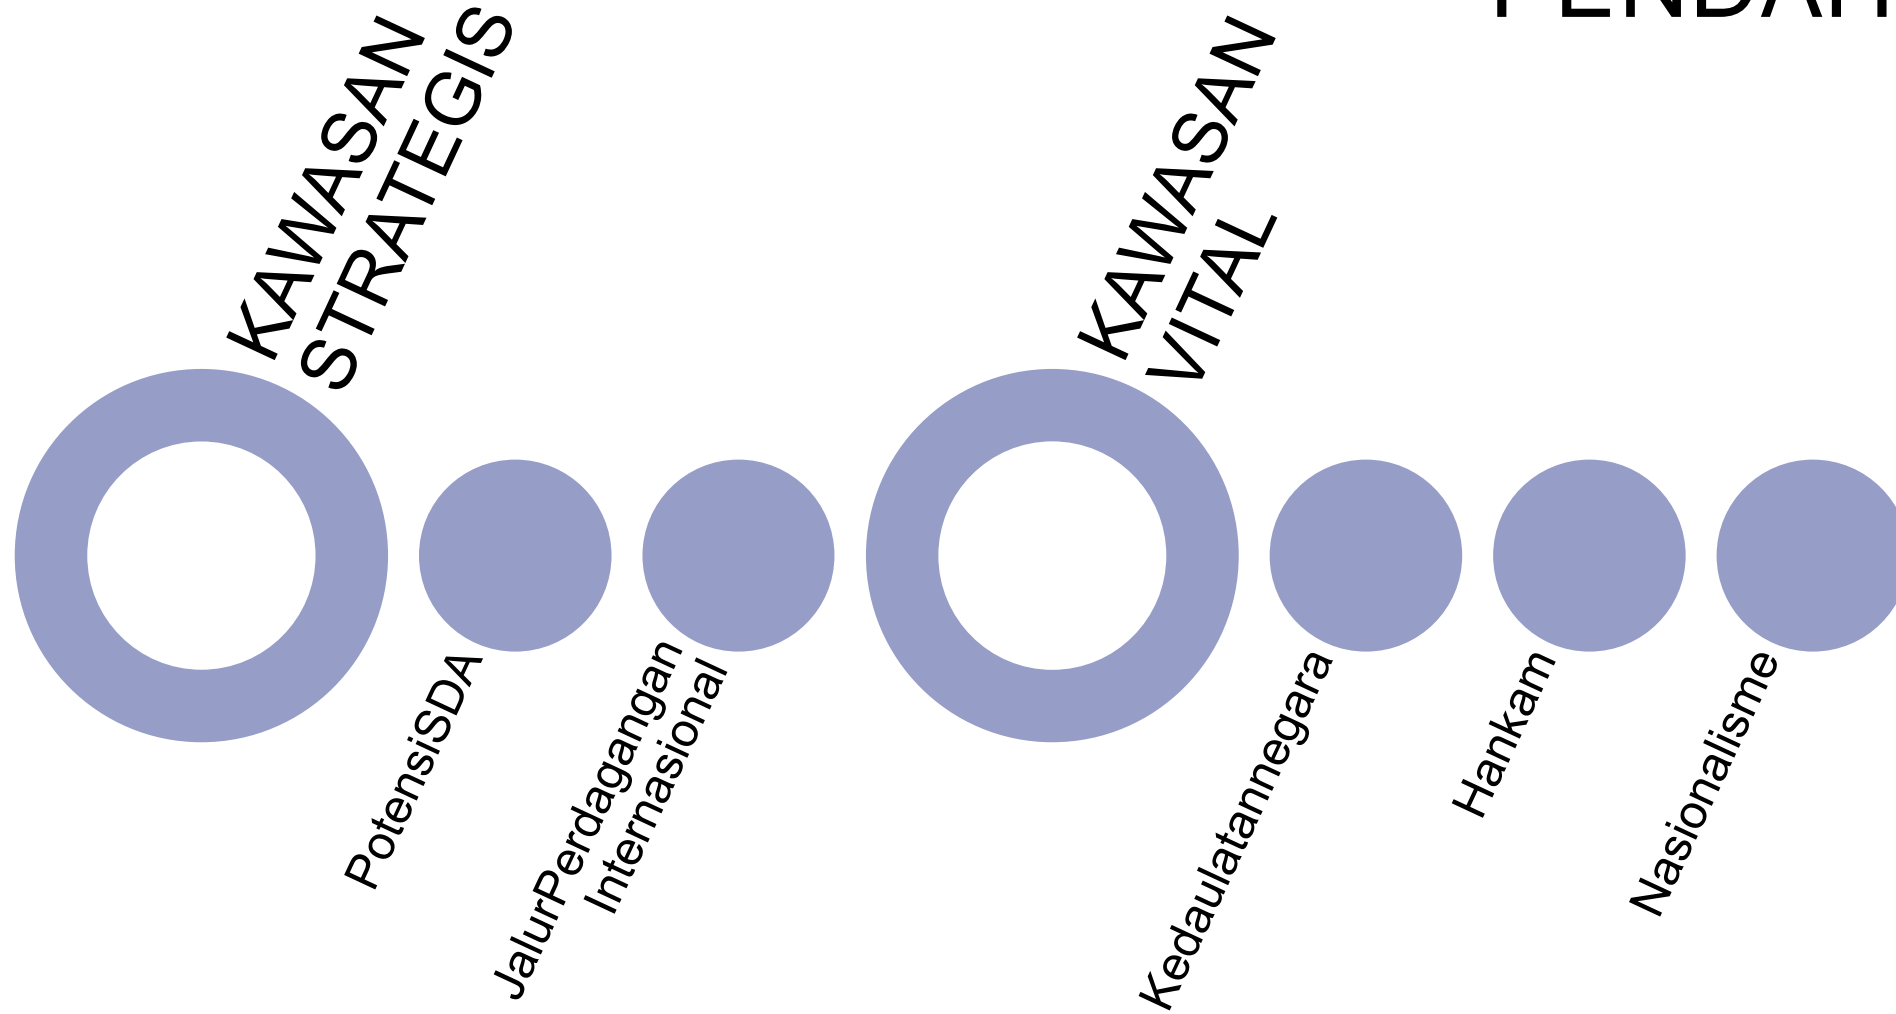 KAWASAN
STRATEGIS
PotensiSDA
JalurPerdagangan
Internasional
KAWASAN
VITAL
Kedaulatannegara
Hankam
Nasionalisme